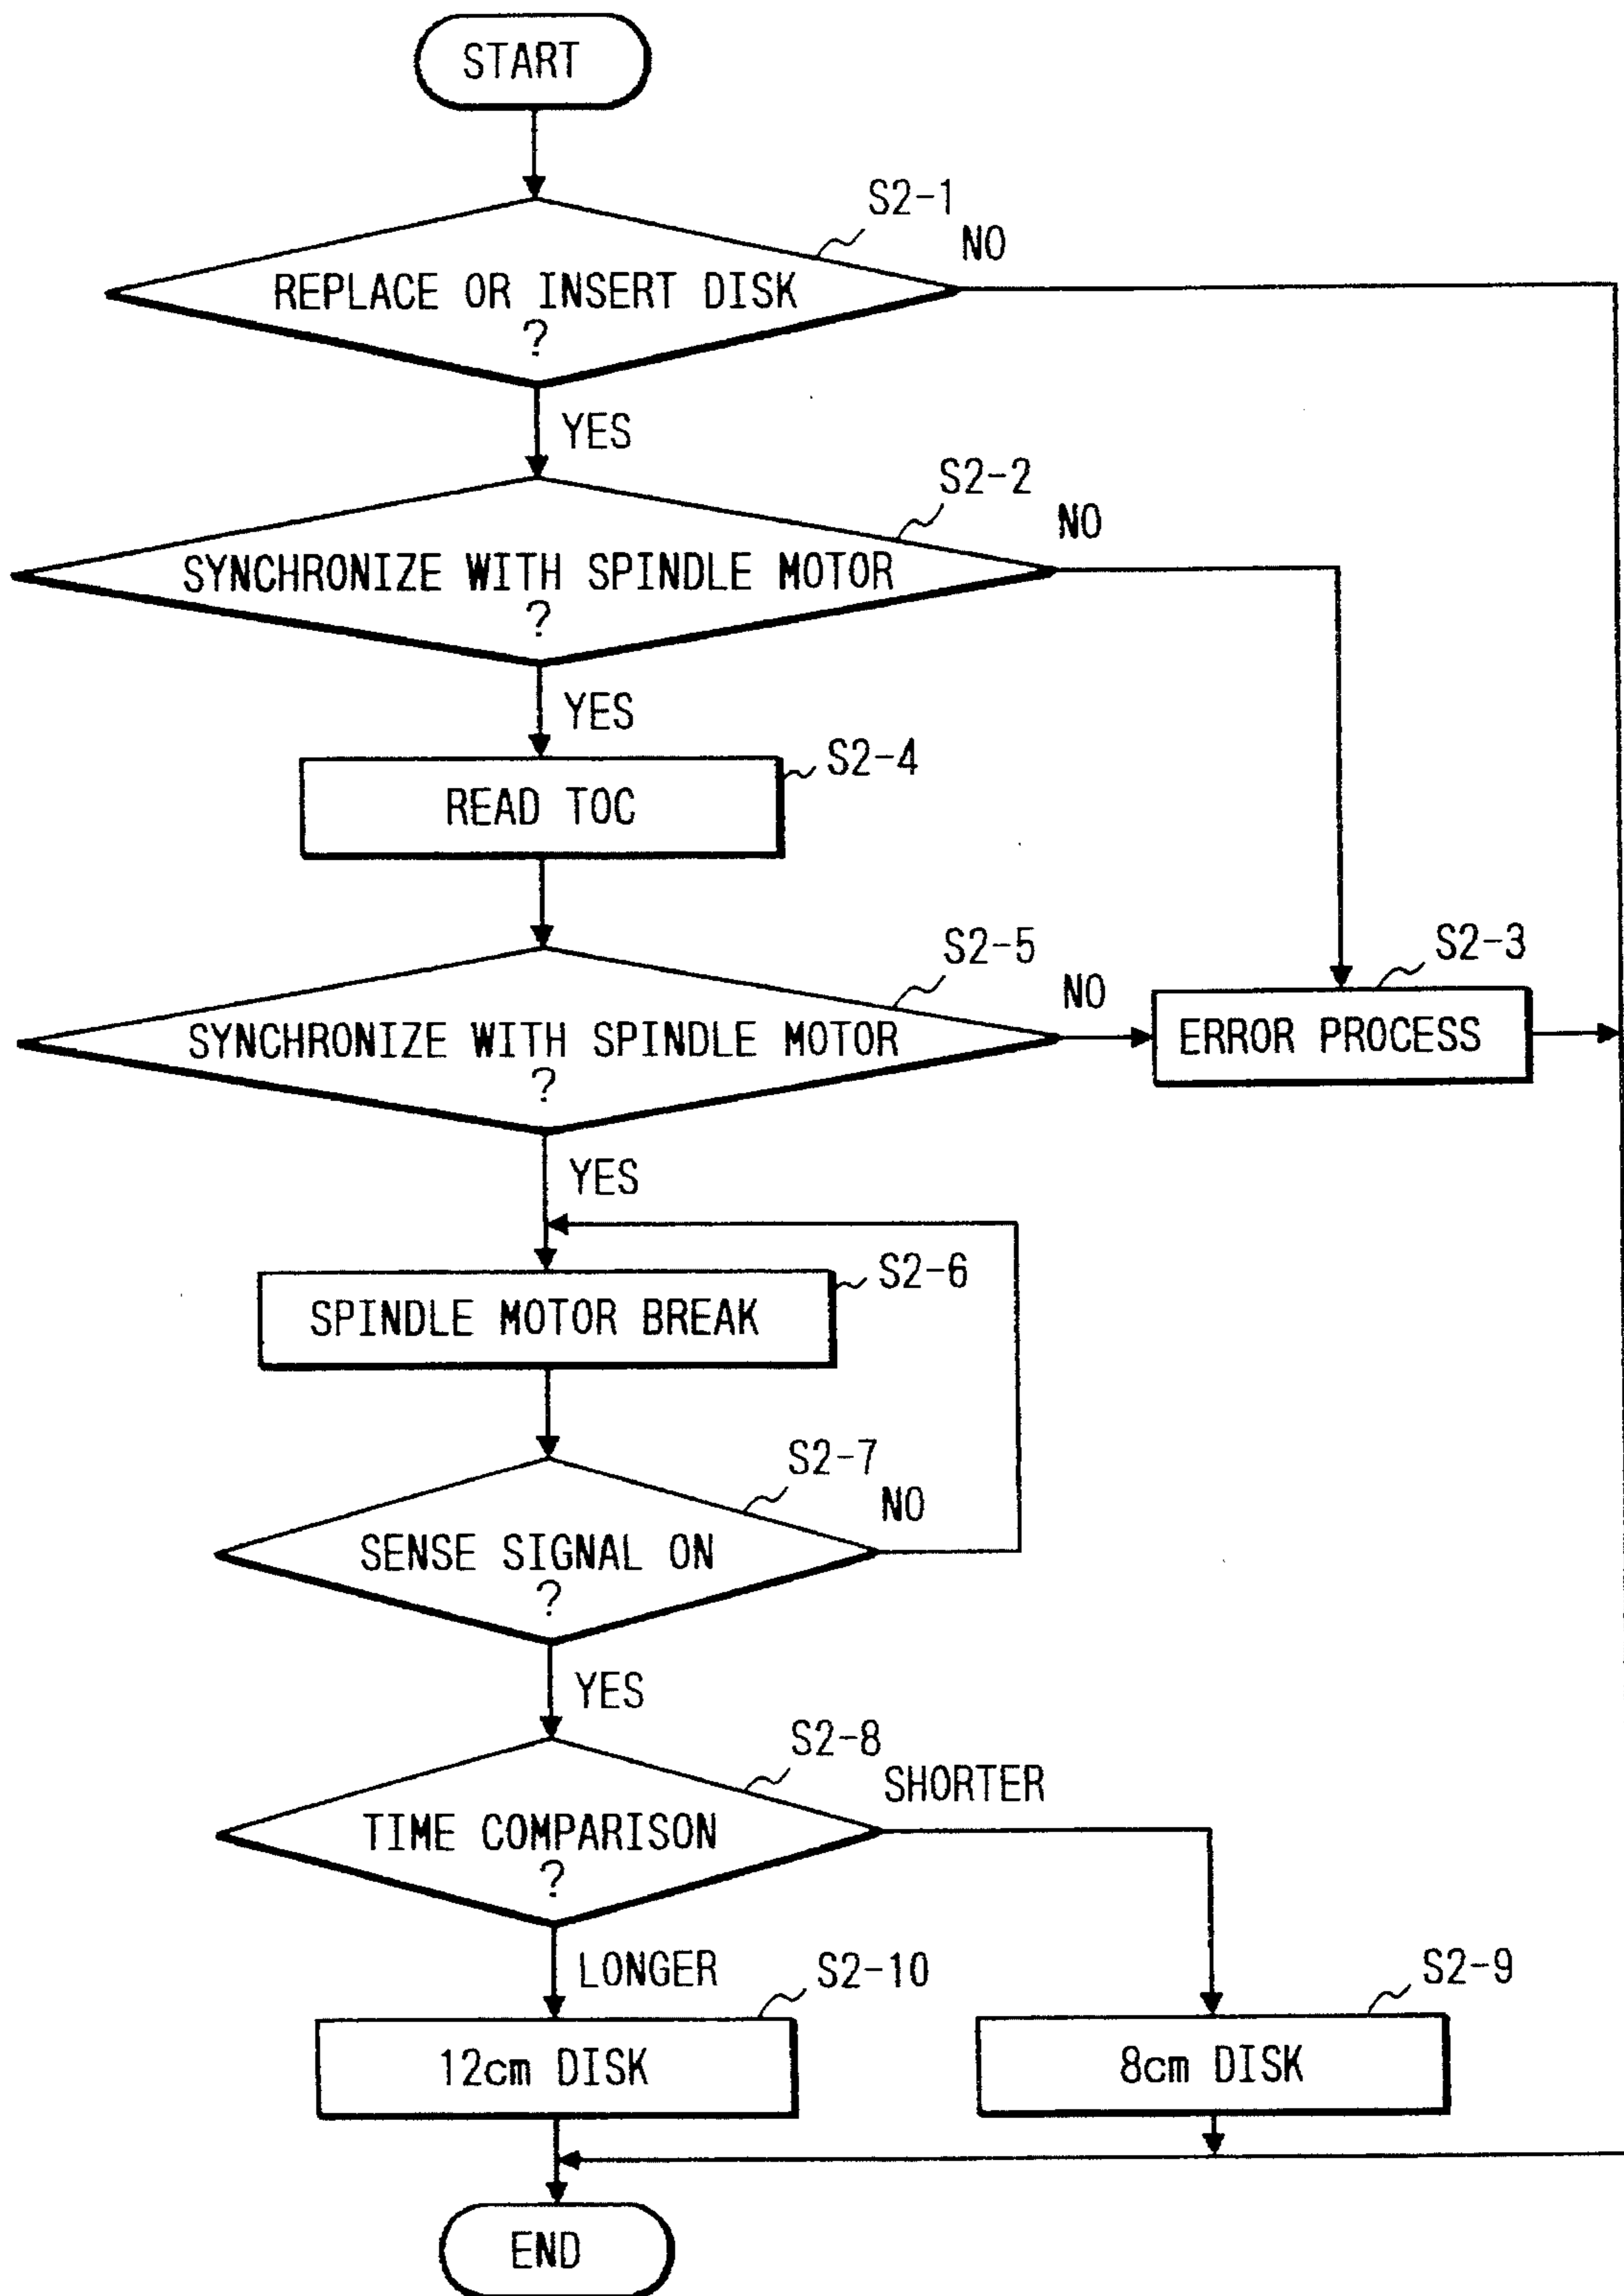 START
S2-1
NO
REPLACE OR INSERT DISK
?
YES
S2-2
NO
SYNCHRONIZE WITH SPINDLE MOTOR
?
YES
S2-4
READ TOC
S2-5
NO
S2-3
SYNCHRONIZE WITH SPINDLE MOTOR
?
ERROR PROCESS
YES
S2-6
SPINDLE MOTOR BREAK
S2-7
NO
SENSE SIGNAL ON
?
YES
S2-8
SHORTER
TIME COMPARISON
?
LONGER
S2-10
S2-9
12cm DISK
8cm DISK
END